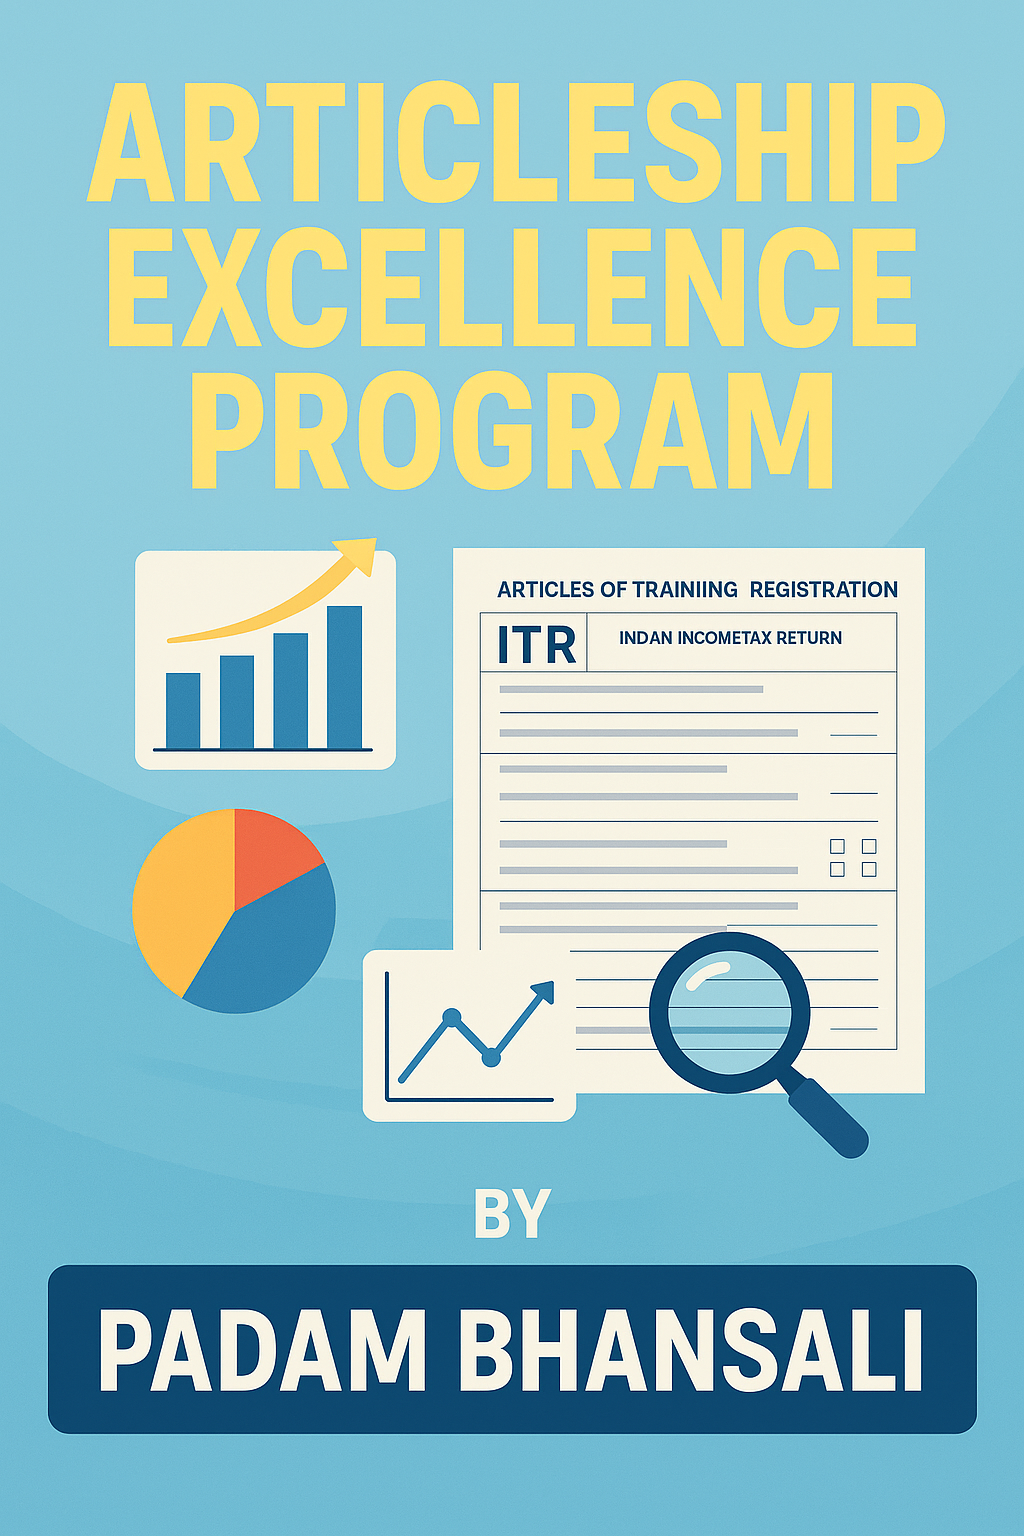 ARTICLESHIP
EXCELLENCE
PROGRAM
ARTICLES OF TRAINIING REGISTRATION
ITR
INDAN INCOMETAX RETURN
BY
PADAM BHANSALI